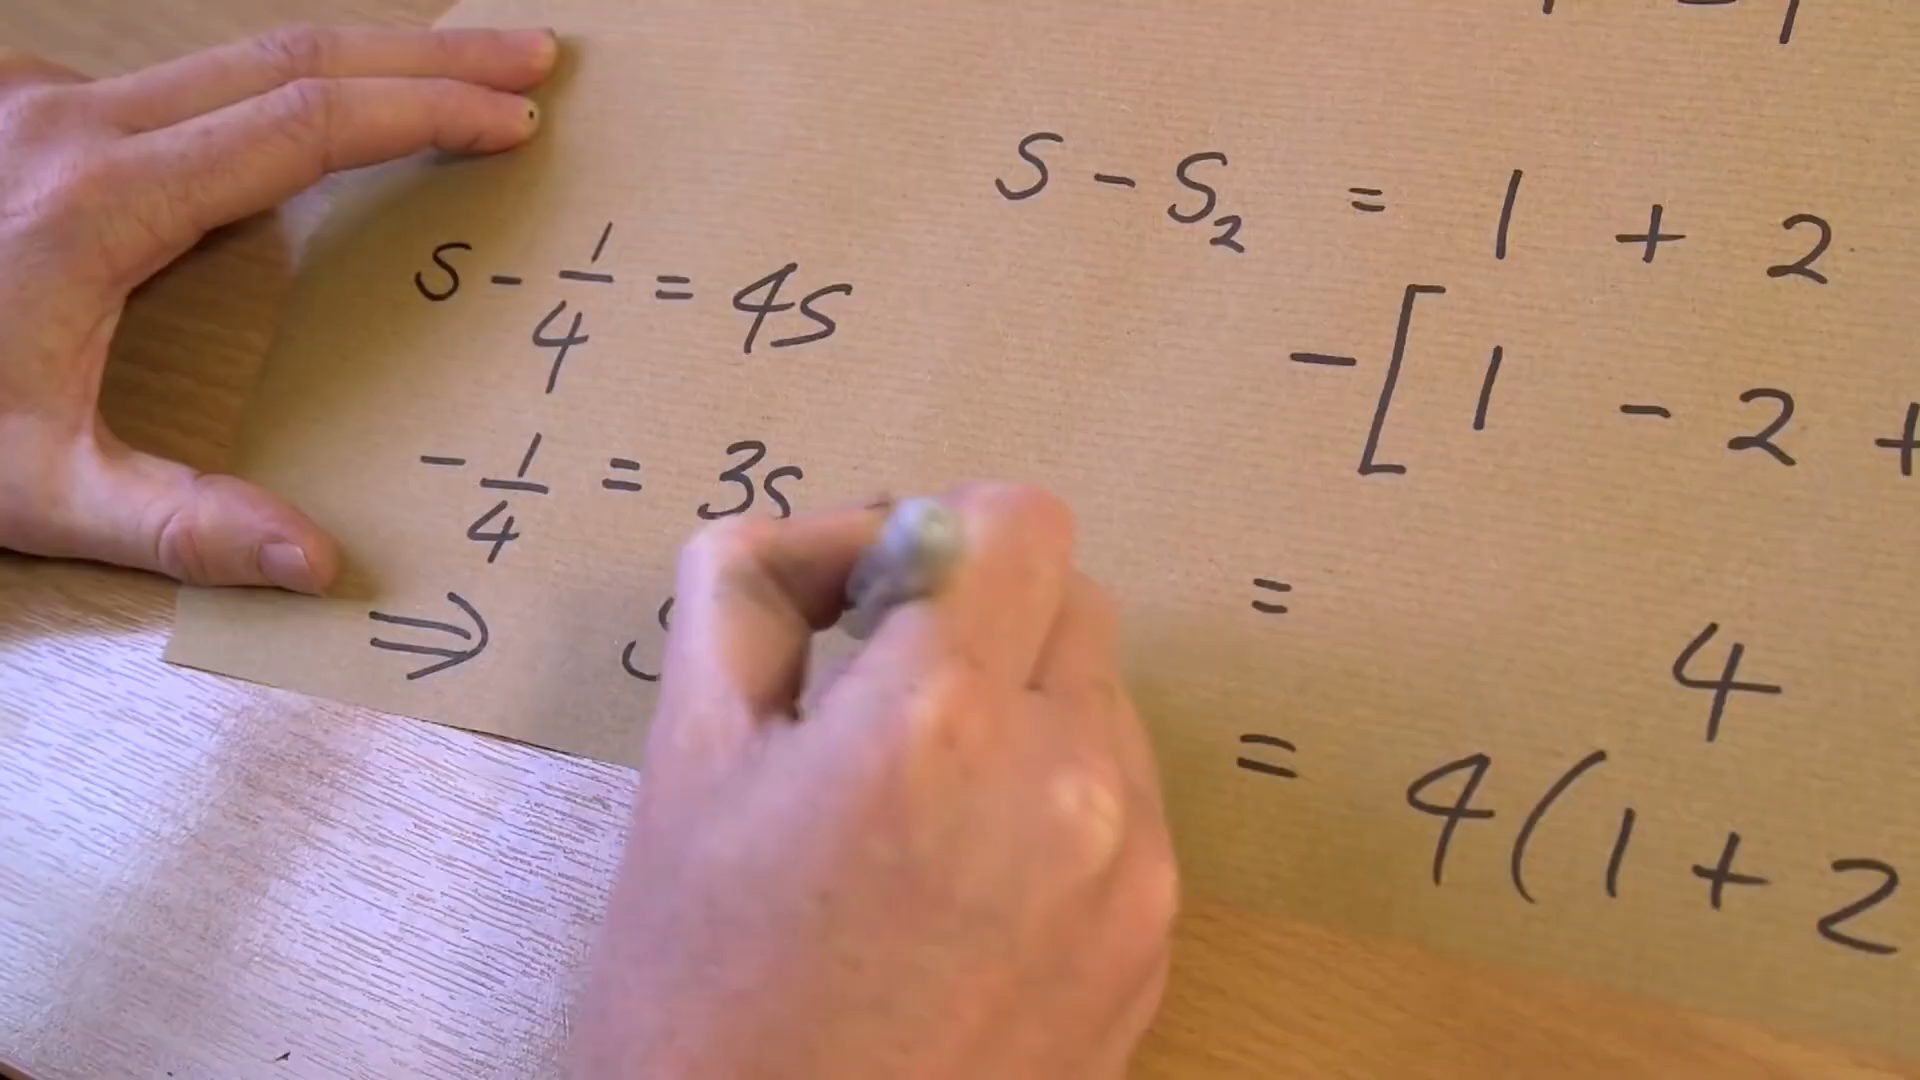 S - S₂ = 1 + 2
- [ 1 - 2 +
= 4
= 4 ( 1 + 2
s - 1/4 = 4s
- 1/4 = 3s
⇒ S